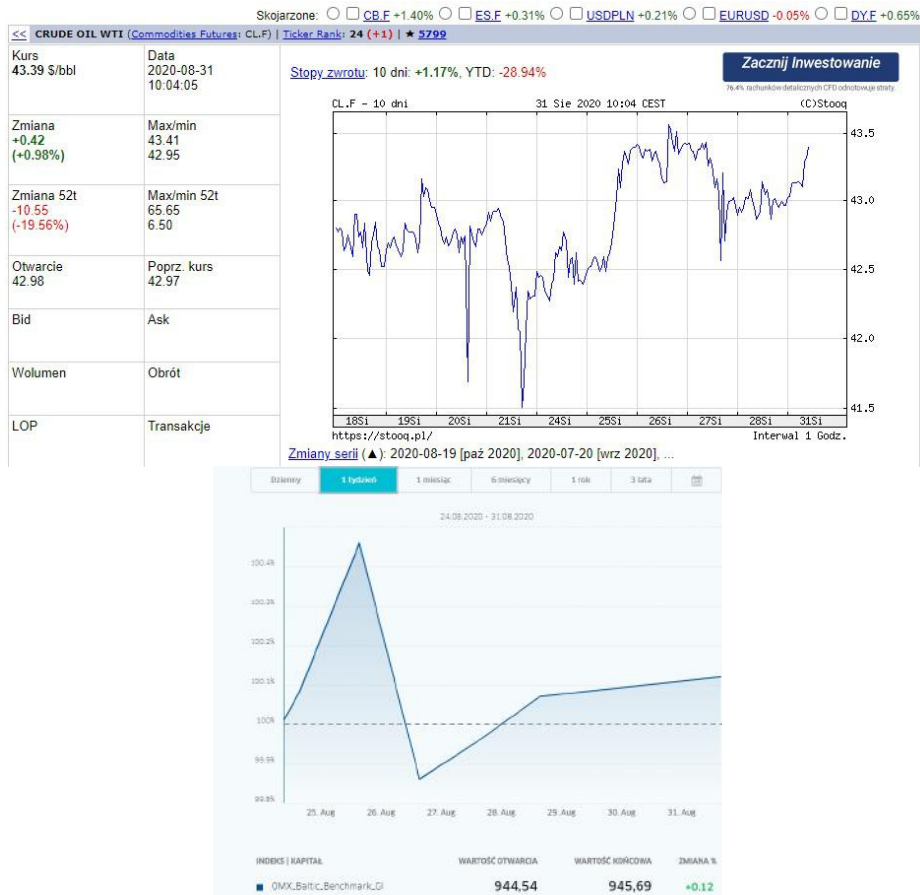 Skojarzone: CB.F +1.40% ES.F +0.31% USDPLN +0.21% EURUSD -0.05% DY.F +0.65%
<< CRUDE OIL WTI (Commodities Futures: CL.F) | Ticker Rank: 24 (+1) | ★ 5799
Kurs Data
43.39 $/bbl 2020-08-31
10:04:05
Stopy zwrotu: 10 dni: +1.17%, YTD: -28.94%
Zacznij Inwestowanie
76.4% rachunków detalicznych CFD odnotowuje straty.
CL.F - 10 dni 31 Sie 2020 10:04 CEST (C)Stooq
Zmiana Max/min
+0.42 43.41
(+0.98%) 42.95
Zmiana 52t Max/min 52t
-10.55 65.65
(-19.56%) 6.50
Otwarcie Poprz. kurs
42.98 42.97
Bid Ask
Wolumen Obrót
LOP Transakcje
43.5
43.0
42.5
42.0
41.5
18Si 19Si 20Si 21Si 24Si 25Si 26Si 27Si 28Si 31Si
https://stooq.pl/ Interwal 1 Godz.
Zmiany serii (▲): 2020-08-19 [paź 2020], 2020-07-20 [wrz 2020], ...
Dzienny 1 tydzień 1 miesiąc 6 miesięcy 1 rok 3 lata
24.08.2020 - 31.08.2020
100.4%
100.3%
100.2%
100.1%
100%
99.9%
99.8%
25. Aug 26. Aug 27. Aug 28. Aug 29. Aug 30. Aug 31. Aug
INDEKS | KAPITAŁ WARTOŚĆ OTWARCIA WARTOŚĆ KOŃCOWA ZMIANA %
OMX_Baltic_Benchmark_GI 944,54 945,69 +0.12